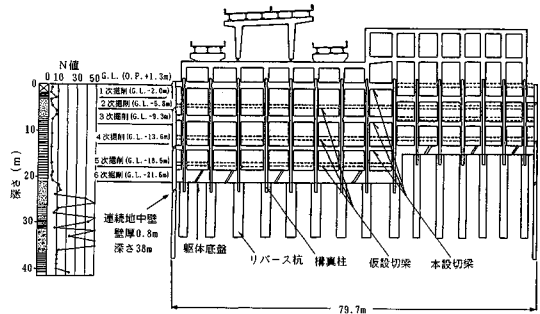 N値
0 10 30 50
G.L.(O.P.+1.3m)
1次掘削(G.L.-2.0m)
2次掘削(G.L.-5.8m)
3次掘削(G.L.-9.3m)
4次掘削(G.L.-13.6m)
5次掘削(G.L.-18.5m)
6次掘削(G.L.-21.6m)
深さ(m)
0
10
20
30
40
連続地中壁
壁厚0.8m
深さ38m
躯体底盤
リバース杭
構真柱
仮設切梁
本設切梁
79.7m